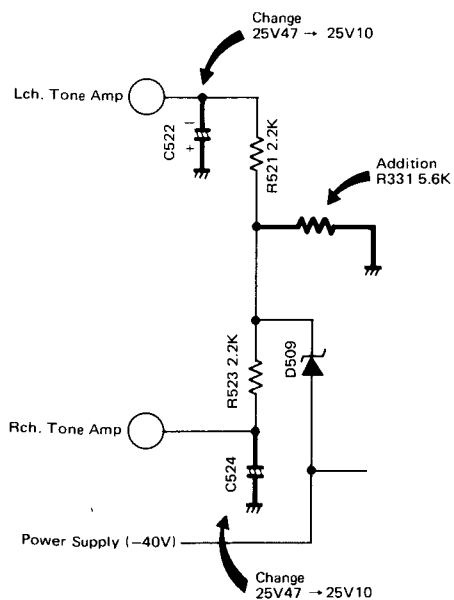 Change
25V47 → 25V10
Lch. Tone Amp
−
+
C522
R521 2.2K
Addition
R331 5.6K
D509
R523 2.2K
Rch. Tone Amp
C524
Power Supply (−40V)
Change
25V47 → 25V10